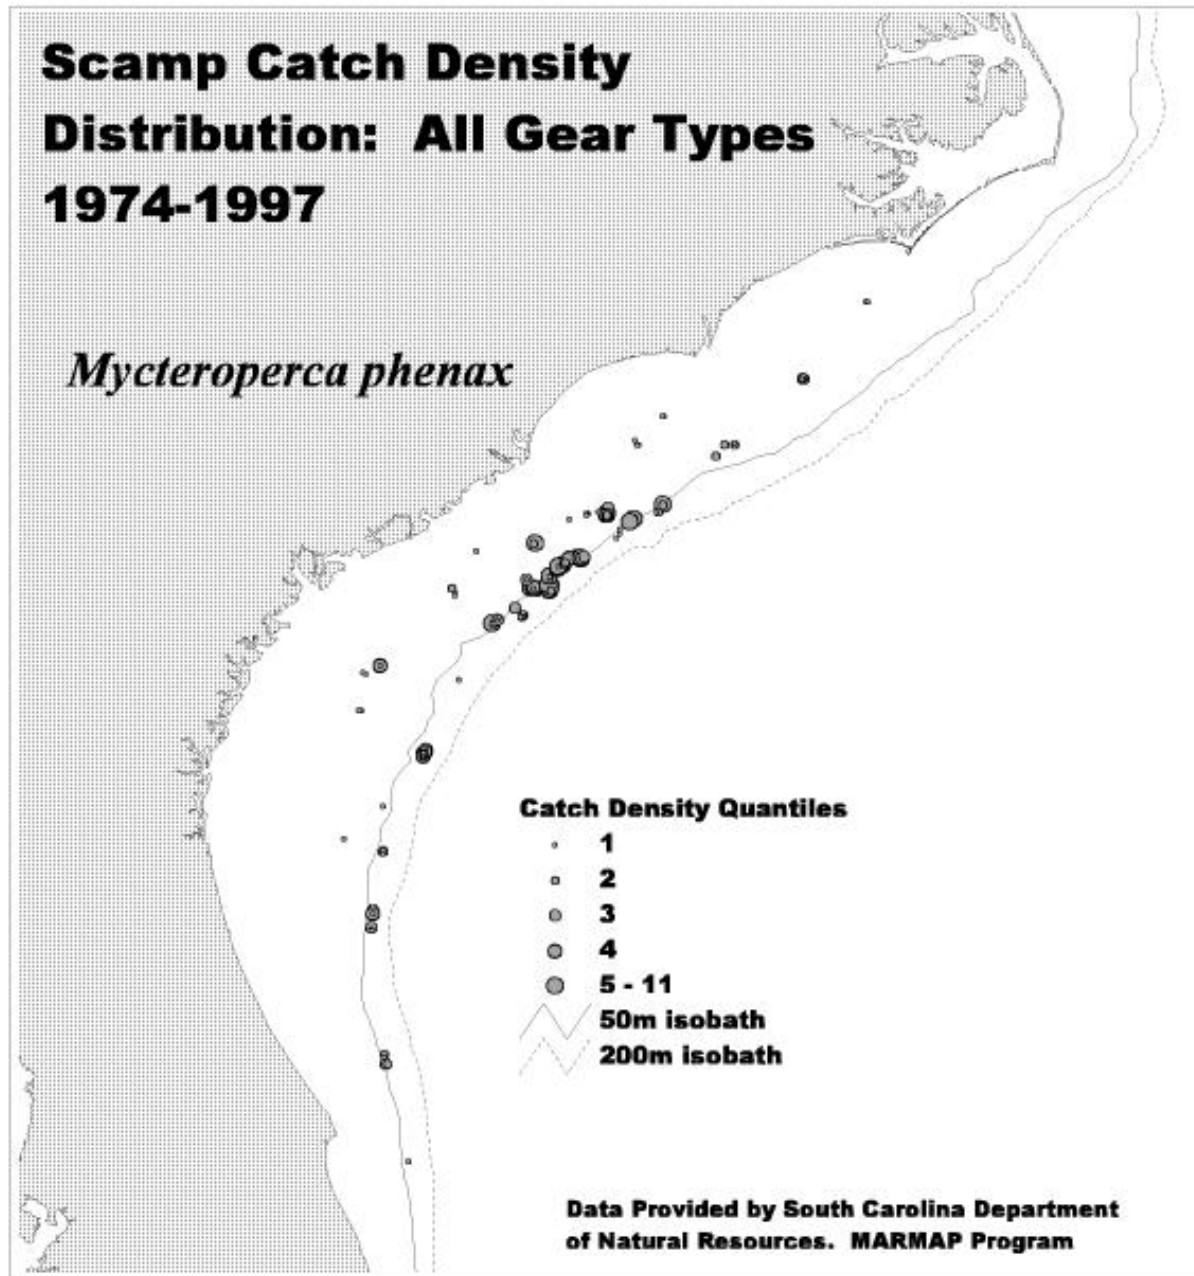 Scamp Catch Density
Distribution: All Gear Types
1974-1997
Mycteroperca phenax
Catch Density Quantiles
1
2
3
4
5 - 11
50m isobath
200m isobath
Data Provided by South Carolina Department
of Natural Resources. MARMAP Program